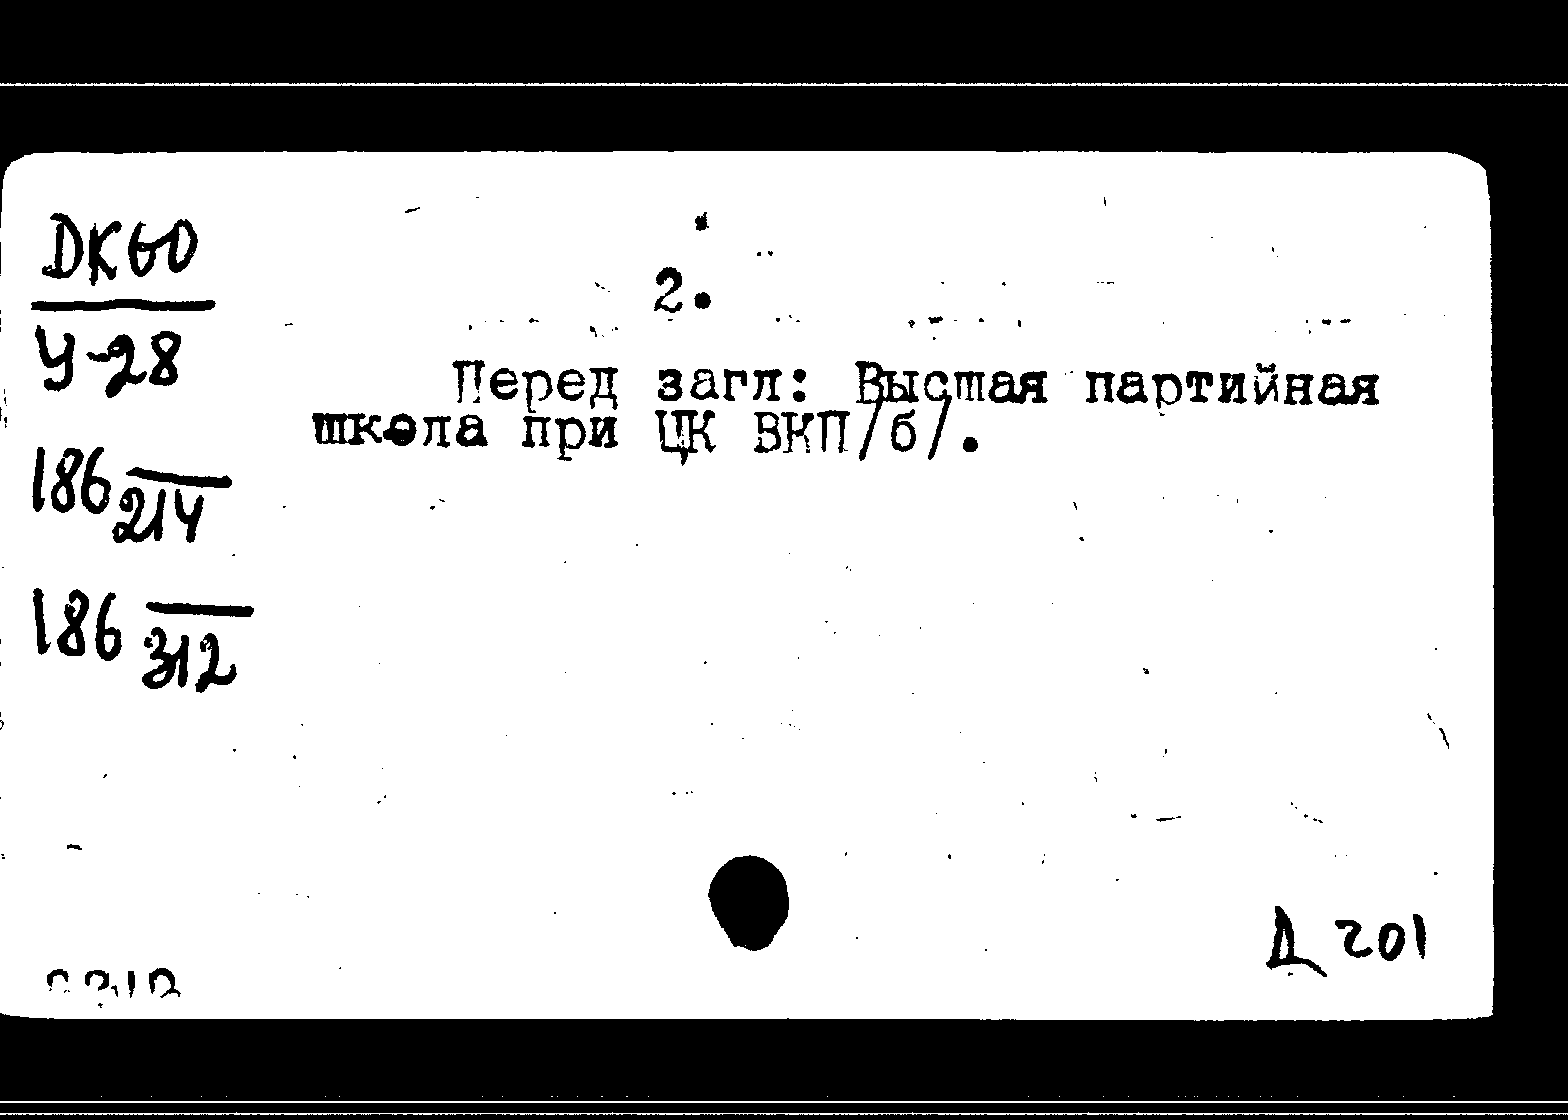 DK60
У-28
186 214
186 312
2.
Перед загл: Высшая партийная
школа при ЦК ВКП/б/.
Д 201